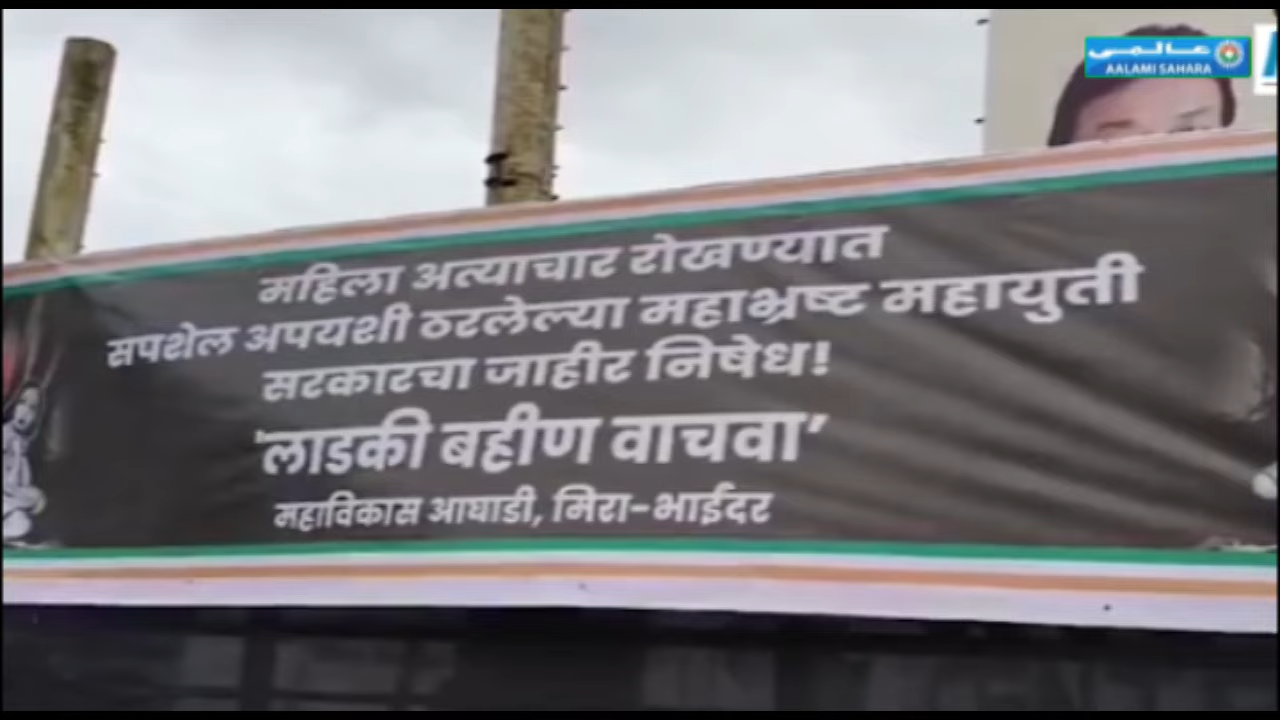 عالمی
AALAMI SAHARA
महिला अत्याचार रोखण्यात
सपशेल अपयशी ठरलेल्या महाभ्रष्ट महायुती
सरकारचा जाहीर निषेध!
'लाडकी बहीण वाचवा'
महाविकास आघाडी, मिरा-भाईंदर